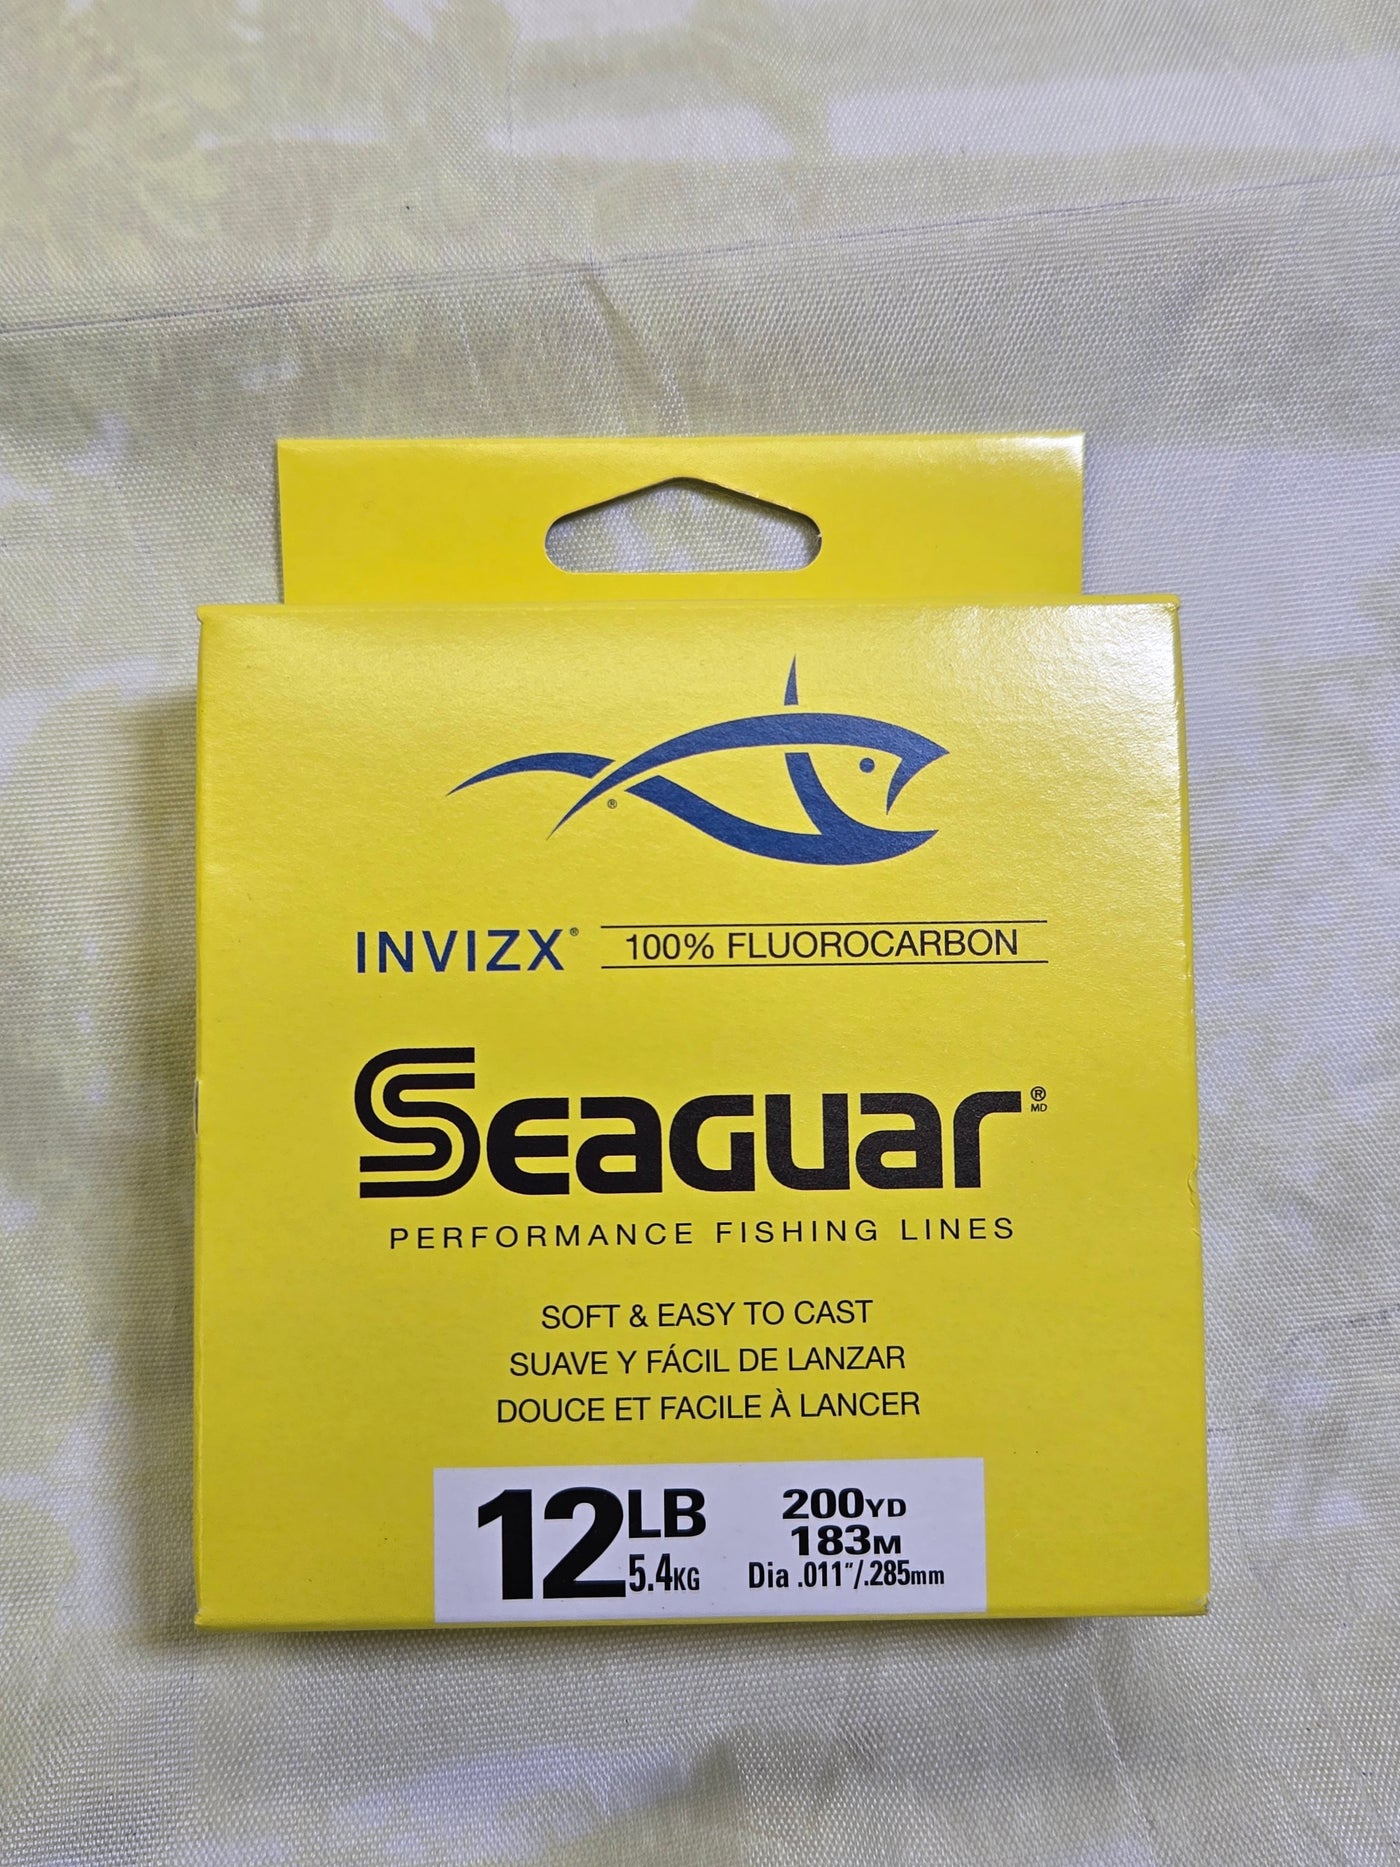 ®
INVIZX® 100% FLUOROCARBON
SEAGUAR®
MD
PERFORMANCE FISHING LINES
SOFT & EASY TO CAST
SUAVE Y FÁCIL DE LANZAR
DOUCE ET FACILE À LANCER
12LB
5.4KG
200YD
183M
Dia .011"/.285mm